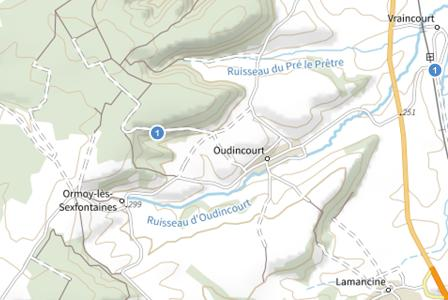 Vraincourt
Ruisseau du Pré le Prêtre
1
251
1
Oudincourt
Ormoy-lès-
Sexfontaines
299
Ruisseau d'Oudincourt
Lamancine